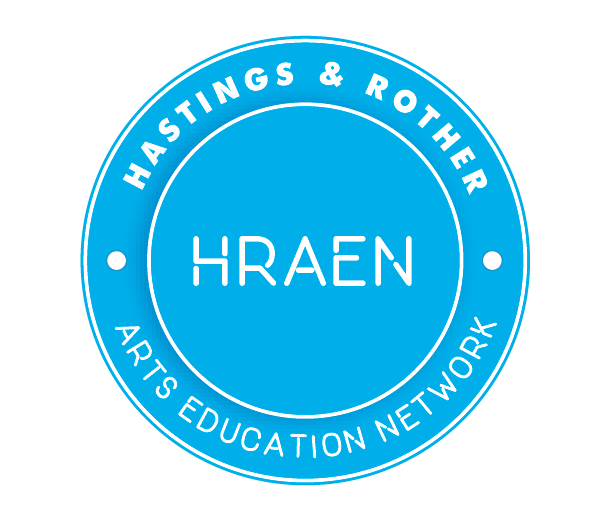 HASTINGS & ROTHER
HRAEN
ARTS EDUCATION NETWORK